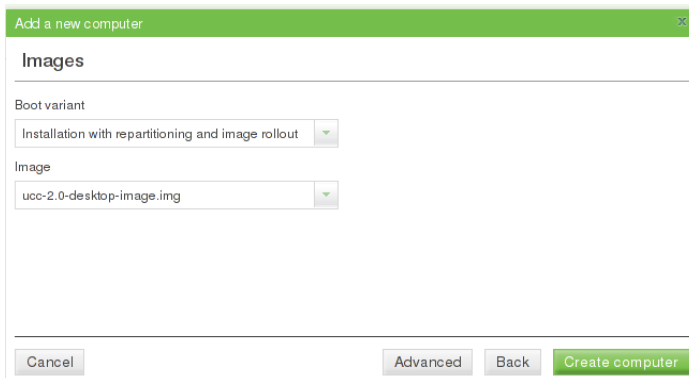 Add a new computer
Images
Boot variant
Installation with repartitioning and image rollout
Image
ucc-2.0-desktop-image.img
Cancel
Advanced
Back
Create computer